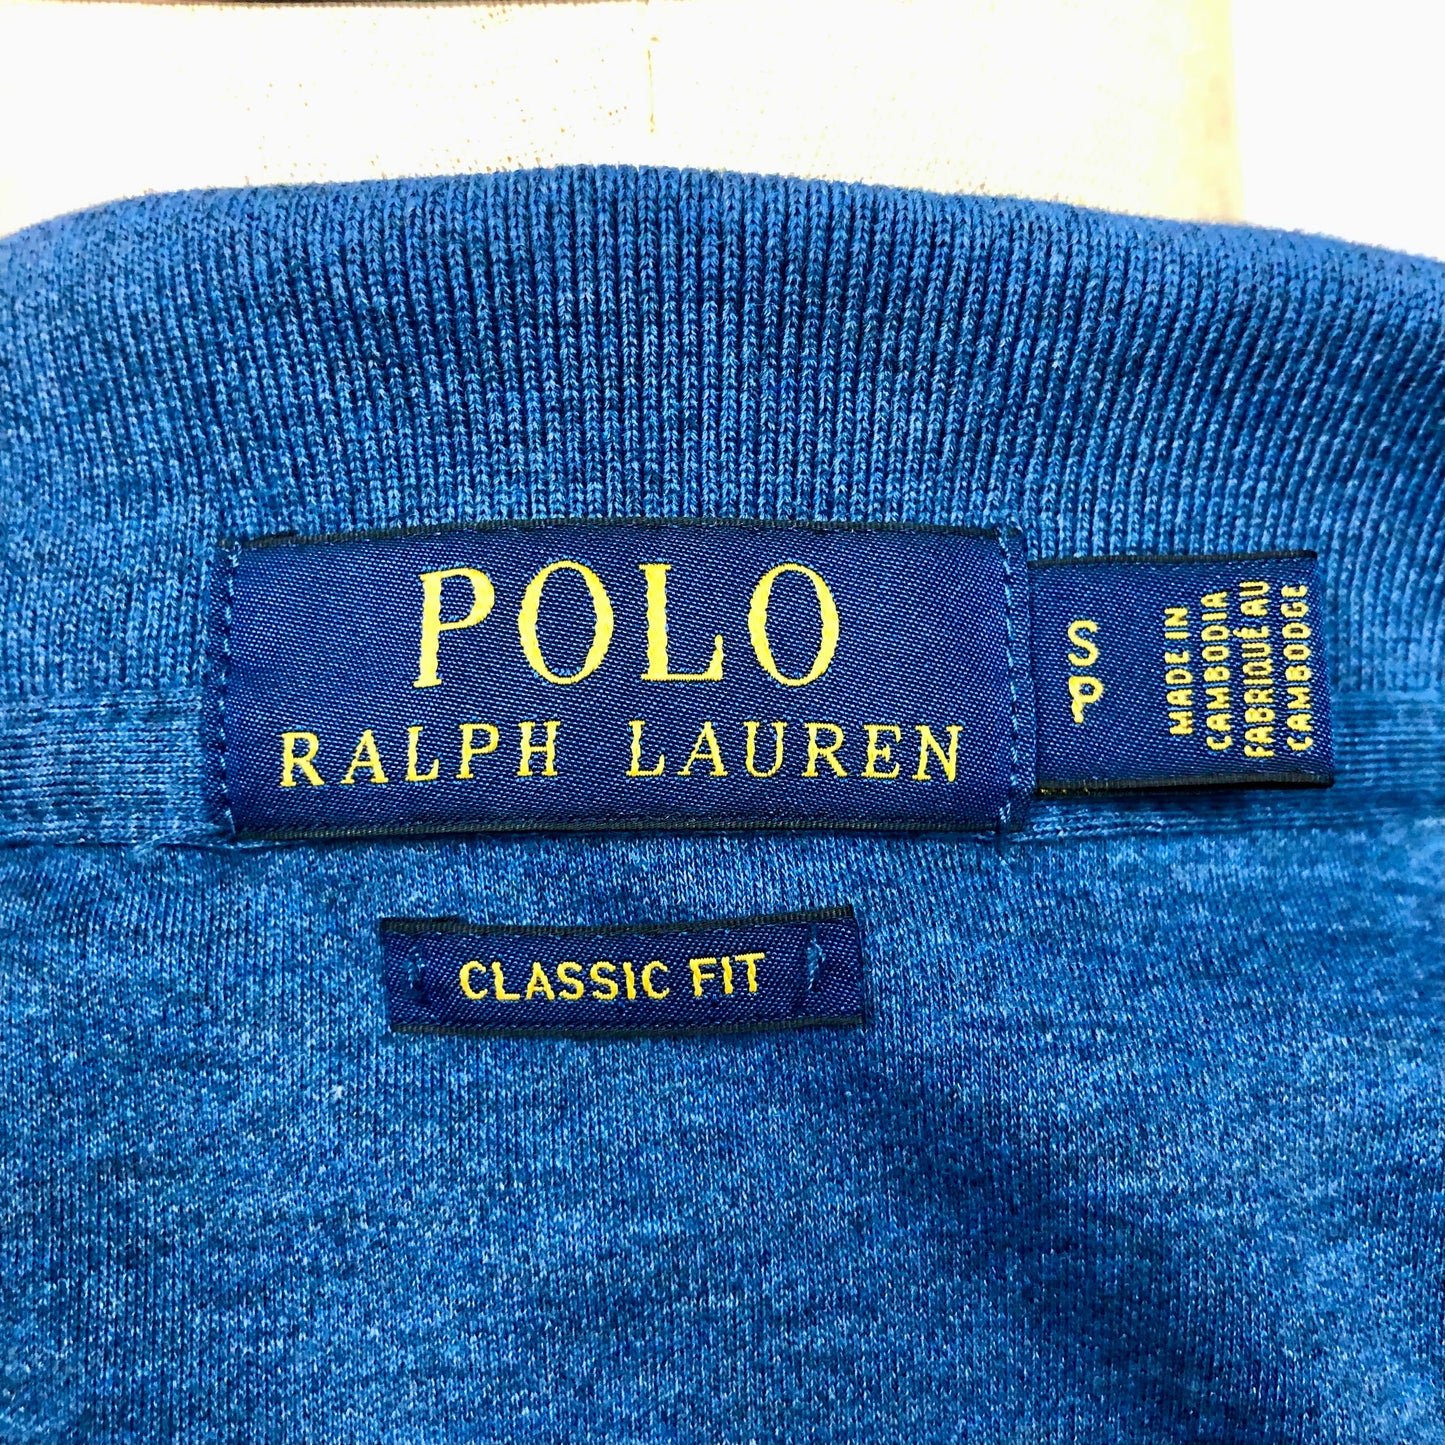 POLO
RALPH LAUREN
S
P
MADE IN
CAMBODIA
FABRIQUÉ AU
CAMBODGE
CLASSIC FIT